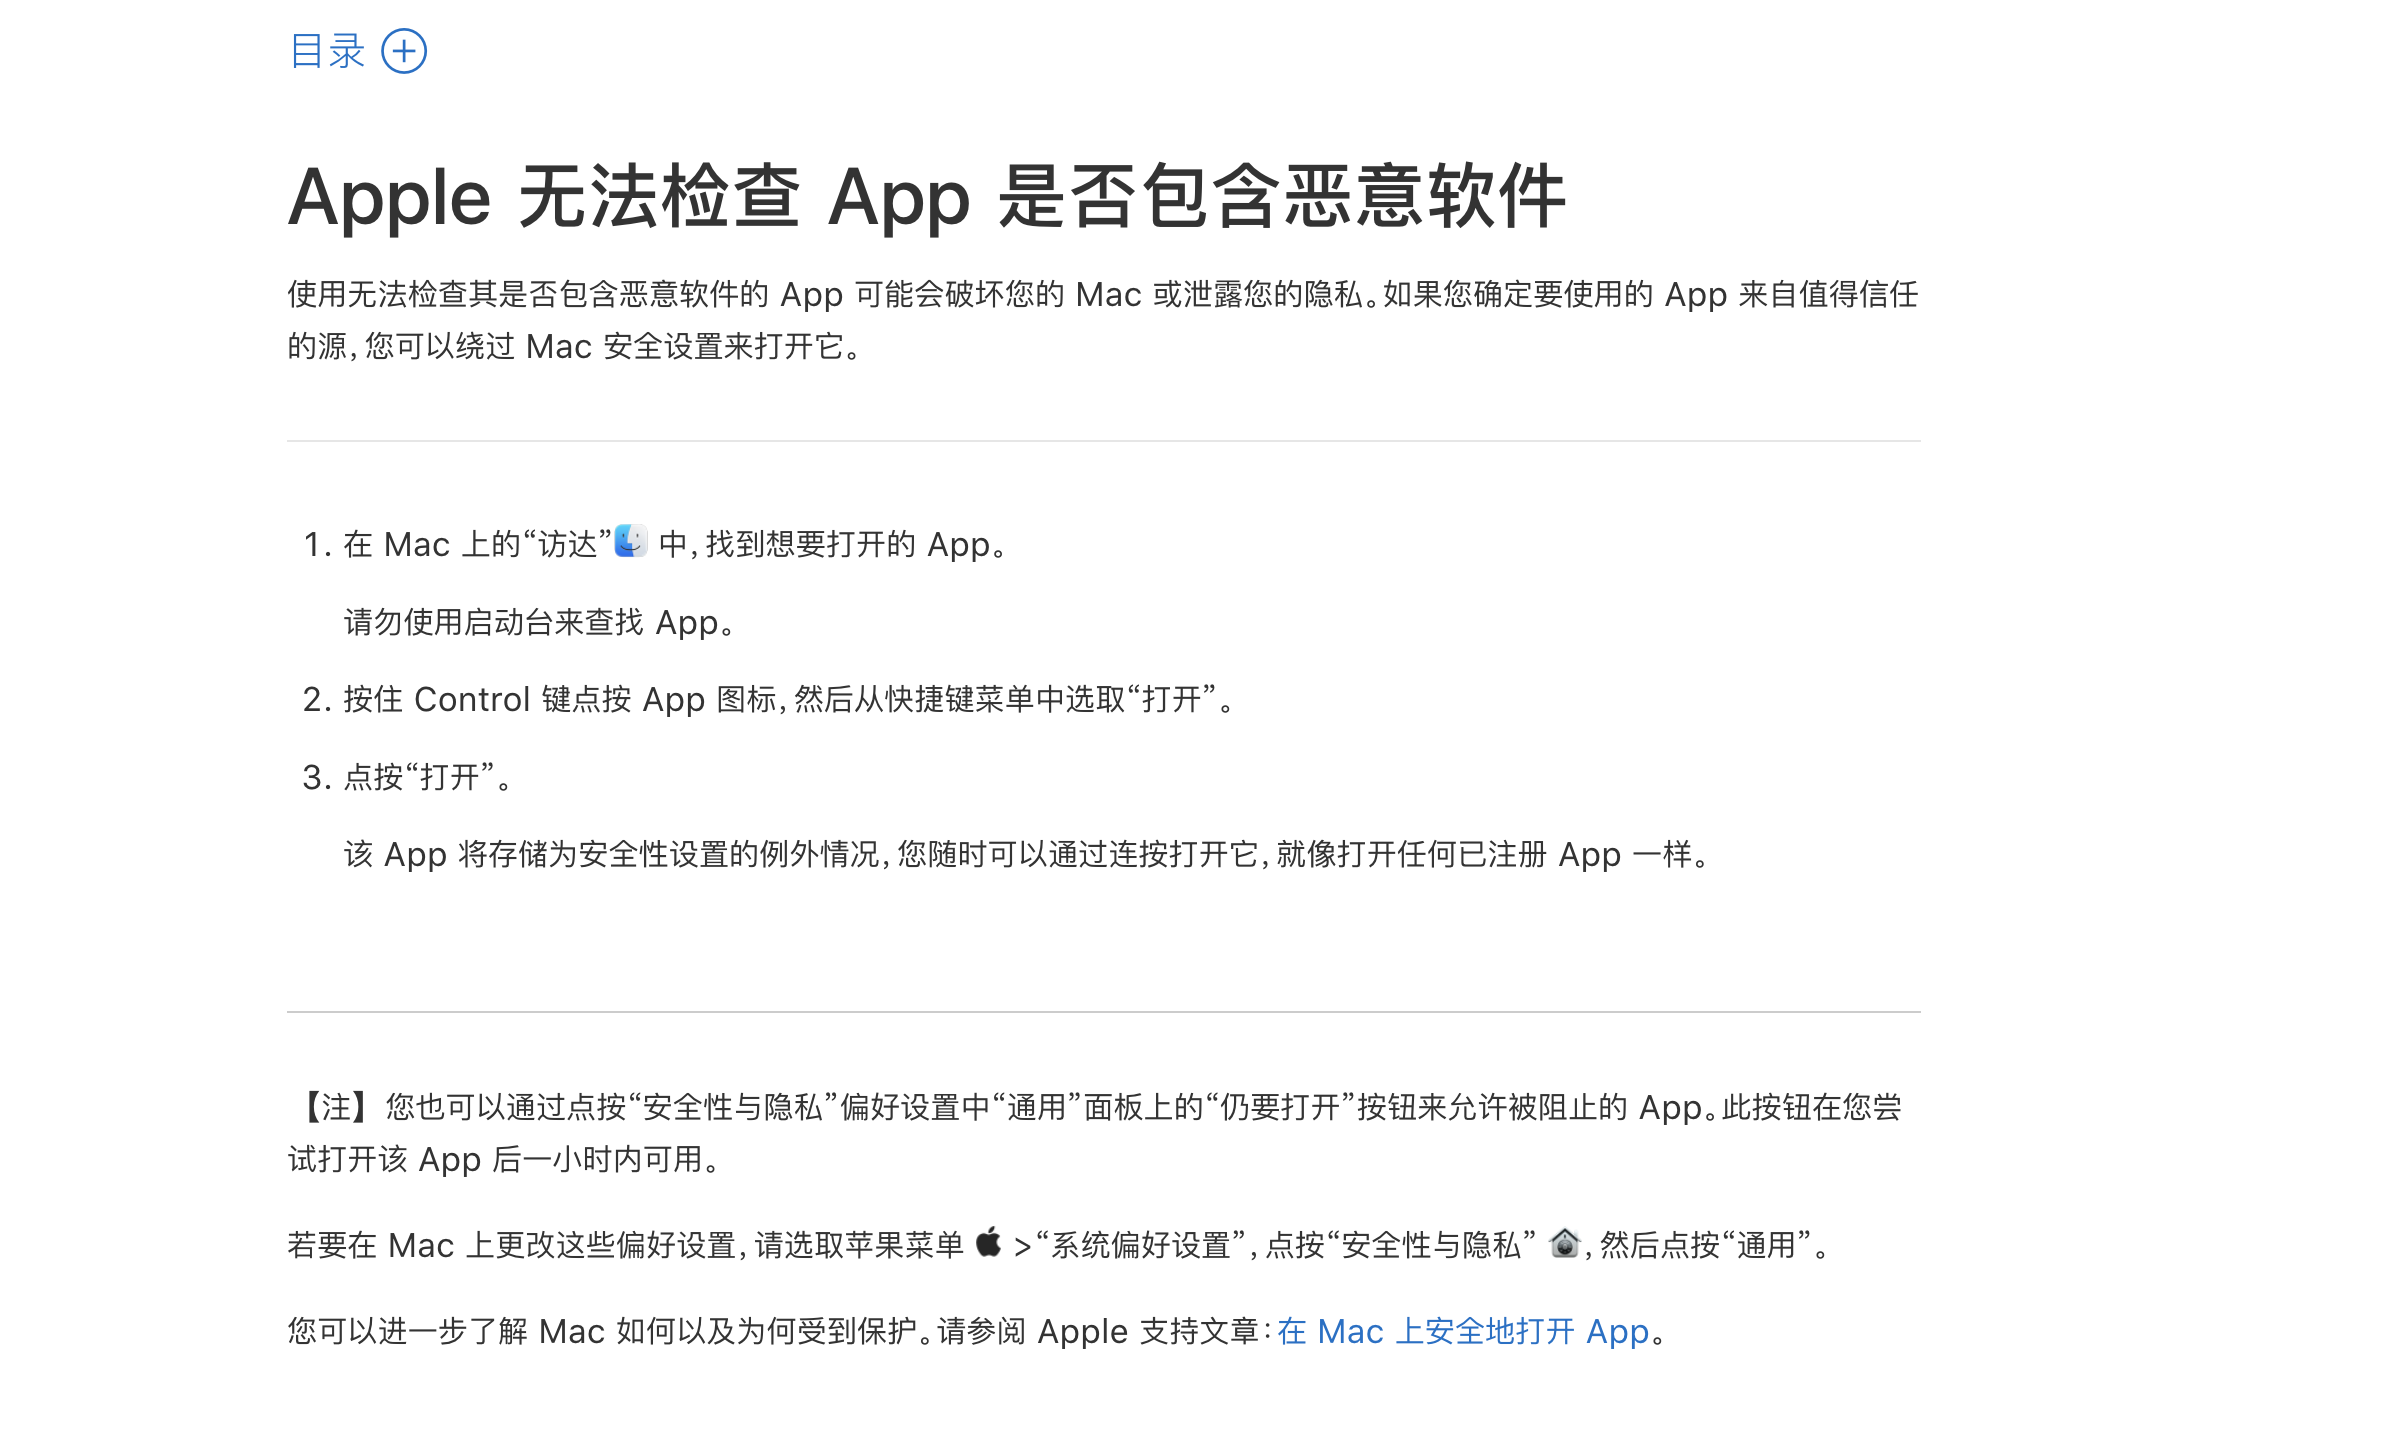 目录
Apple 无法检查 App 是否包含恶意软件
使用无法检查其是否包含恶意软件的 App 可能会破坏您的 Mac 或泄露您的隐私。如果您确定要使用的 App 来自值得信任
的源，您可以绕过 Mac 安全设置来打开它。
1. 在 Mac 上的“访达” 中，找到想要打开的 App。
请勿使用启动台来查找 App。
2. 按住 Control 键点按 App 图标，然后从快捷键菜单中选取“打开”。
3. 点按“打开”。
该 App 将存储为安全性设置的例外情况，您随时可以通过连按打开它，就像打开任何已注册 App 一样。
【注】您也可以通过点按“安全性与隐私”偏好设置中“通用”面板上的“仍要打开”按钮来允许被阻止的 App。此按钮在您尝
试打开该 App 后一小时内可用。
若要在 Mac 上更改这些偏好设置，请选取苹果菜单  >“系统偏好设置”，点按“安全性与隐私” ，然后点按“通用”。
您可以进一步了解 Mac 如何以及为何受到保护。请参阅 Apple 支持文章：在 Mac 上安全地打开 App。